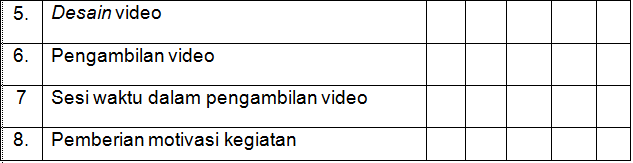 5. Desain video
6. Pengambilan video
7 Sesi waktu dalam pengambilan video
8. Pemberian motivasi kegiatan